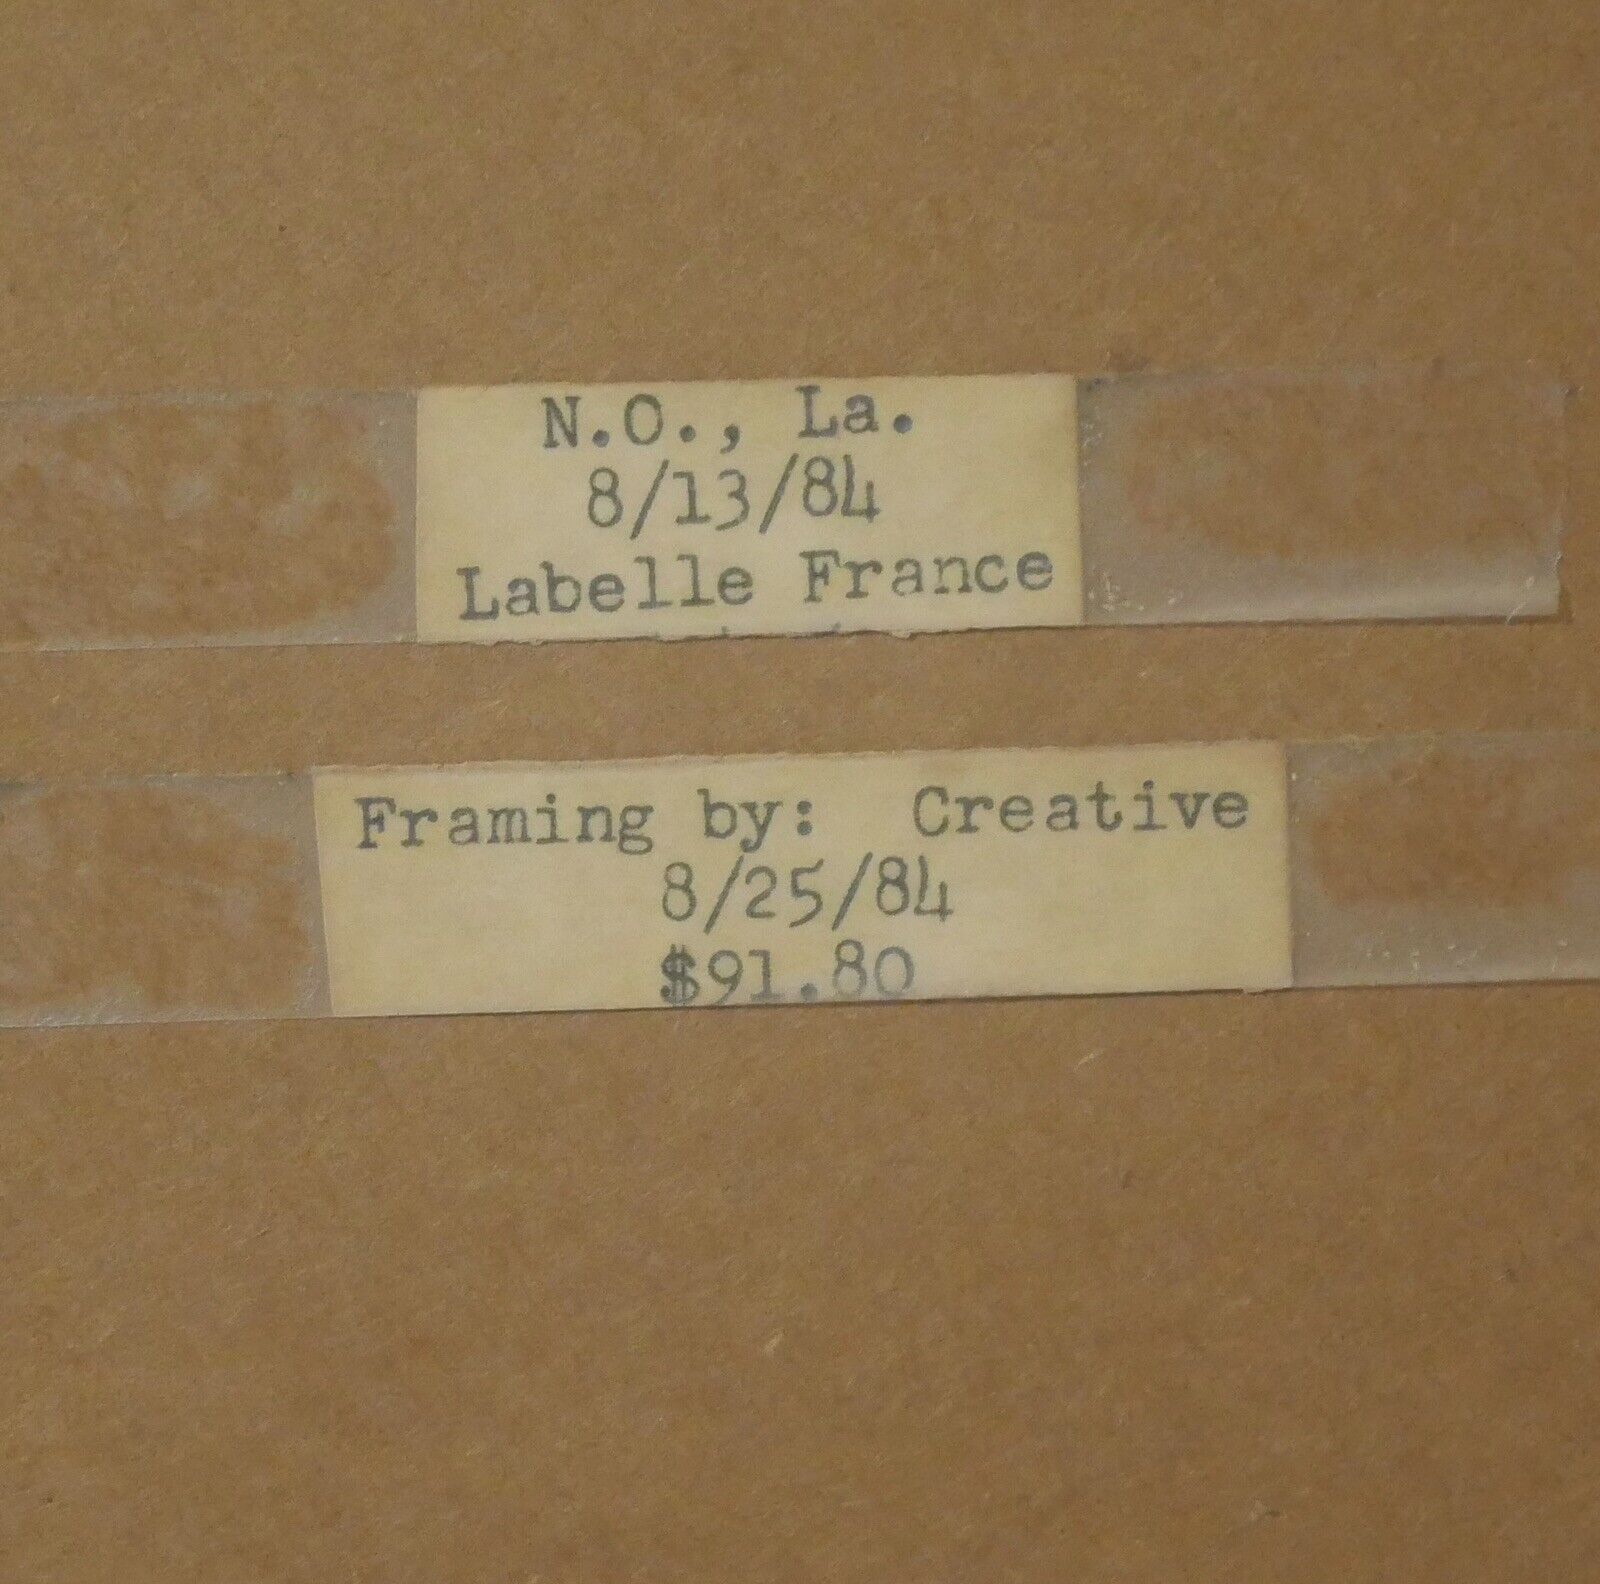 N.O., La.
8/13/84
Labelle France
Framing by: Creative
8/25/84
$91.80